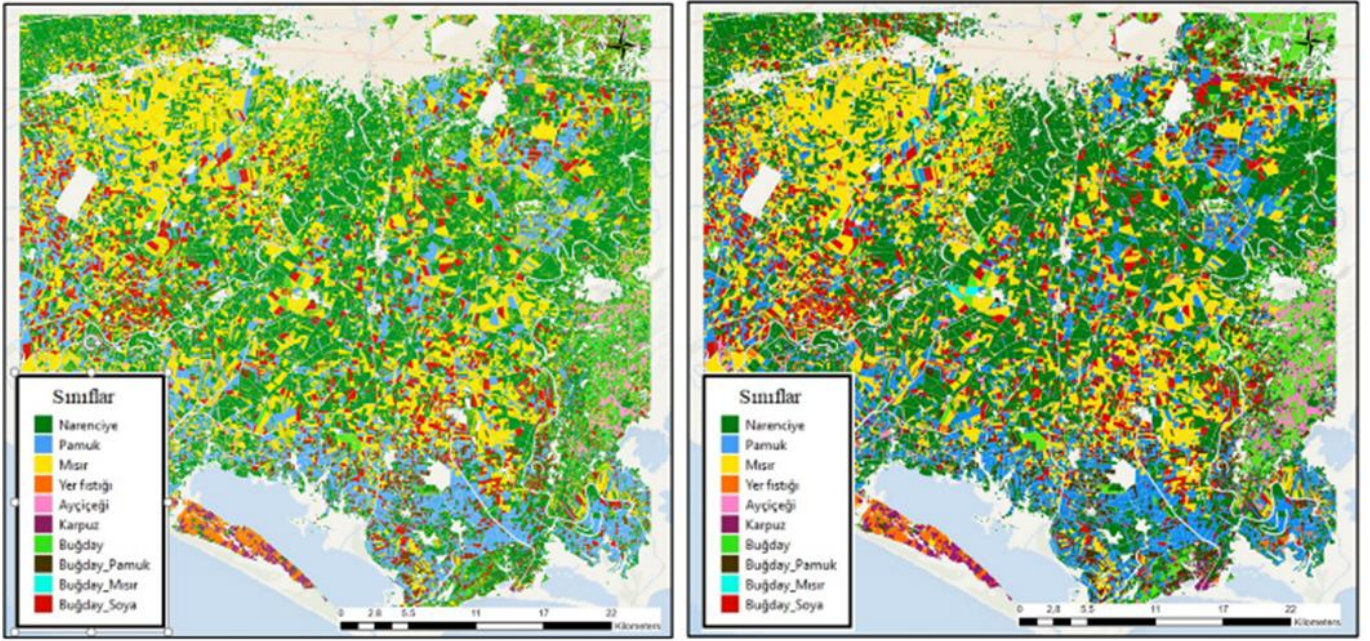 Sınıflar
Narenciye
Pamuk
Mısır
Yer fıstığı
Ayçiçeği
Karpuz
Buğday
Buğday_Pamuk
Buğday_Mısır
Buğday_Soya
0 2.8 5.5 11 17 22
Kilometers
Sınıflar
Narenciye
Pamuk
Mısır
Yer fıstığı
Ayçiçeği
Karpuz
Buğday
Buğday_Pamuk
Buğday_Mısır
Buğday_Soya
0 2,8 5.5 11 17 22
Kilometers